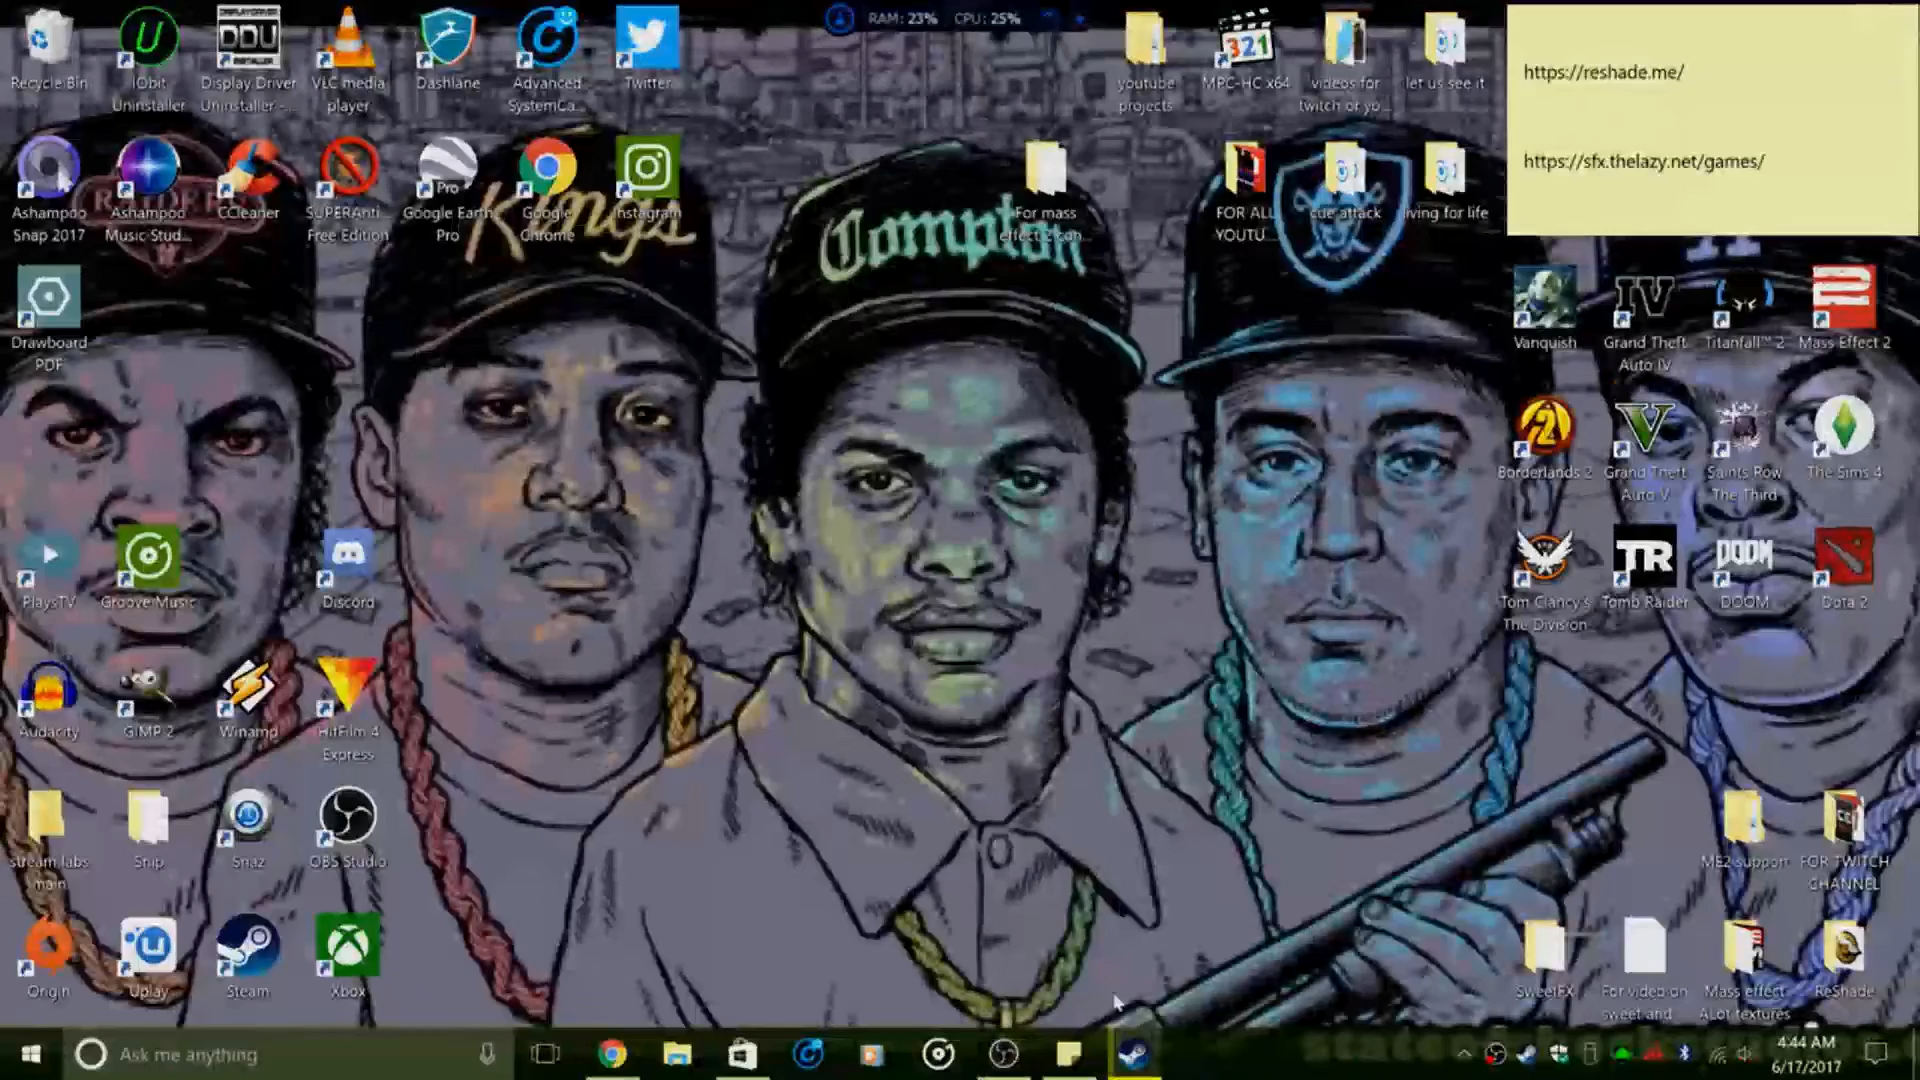 RAM: 23% CPU: 25%
Recycle Bin
IObit
Uninstaller
Display Driver
Uninstaller -...
VLC media
player
Dashlane
Advanced
SystemCa...
Twitter
youtube
projects
MPC-HC x64
videos for
twitch or yo...
let us see it
https://reshade.me/
https://sfx.thelazy.net/games/
DDU
321
Ashampoo
Snap 2017
Ashampoo
Music Stud...
CCleaner
SUPERAnti...
Free Edition
Google Earth
Pro
Google
Chrome
Instagram
For mass
effect 2 con...
FOR ALL
YOUTU...
cue attack
living for life
RAIDERS
Kings
Compton
Drawboard
PDF
Vanquish
Grand Theft
Auto IV
Titanfall™ 2
Mass Effect 2
Borderlands 2
Grand Theft
Auto V
Saints Row
The Third
The Sims 4
PlaysTV
Groove Music
Discord
Tom Clancy's
The Division
Tomb Raider
DOOM
Dota 2
Audacity
GIMP 2
Winamp
HitFilm 4
Express
stream labs
main
Snip
Snaz
OBS Studio
ME2 support
FOR TWITCH
CHANNEL
Origin
Uplay
Steam
Xbox
SweetFX
For video on
sweet and
Mass effect
ALot textures
ReShade
Ask me anything
4:44 AM
6/17/2017